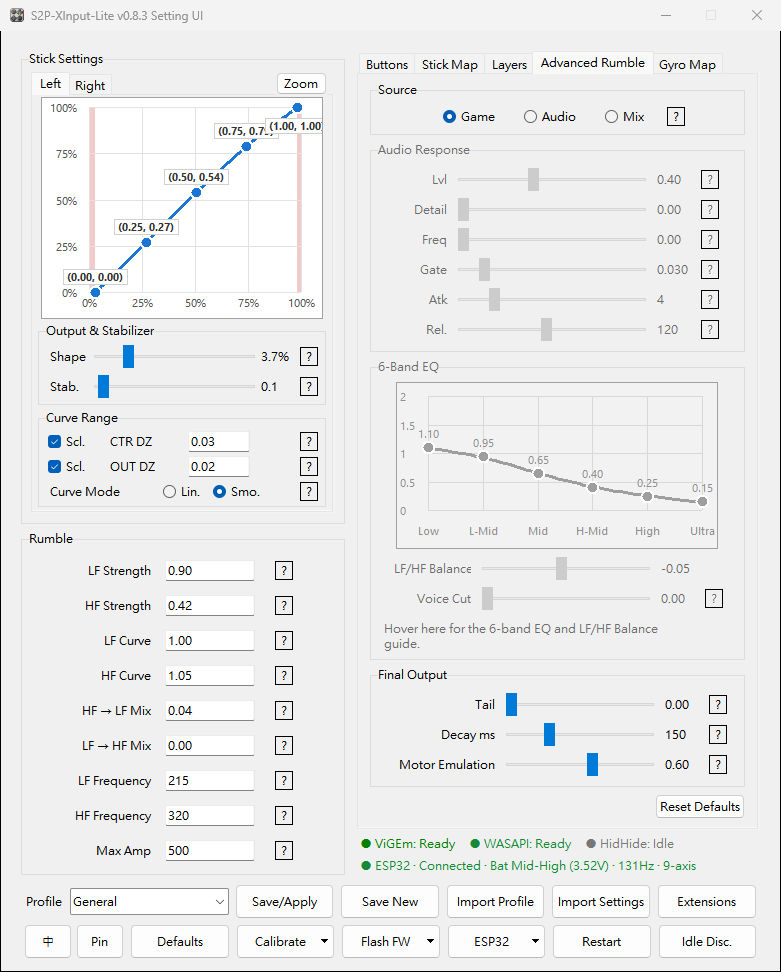 S2P-XInput-Lite v0.8.3 Setting UI
Stick Settings
Left Right Zoom
100%
75%
50%
25%
0%
(0.00, 0.00)
(0.25, 0.27)
(0.50, 0.54)
(0.75, 0.7
(1.00, 1.00
0% 25% 50% 75% 100%
Output & Stabilizer
Shape 3.7% ?
Stab. 0.1 ?
Curve Range
Scl. CTR DZ 0.03 ?
Scl. OUT DZ 0.02 ?
Curve Mode Lin. Smo. ?
Rumble
LF Strength 0.90 ?
HF Strength 0.42 ?
LF Curve 1.00 ?
HF Curve 1.05 ?
HF → LF Mix 0.04 ?
LF → HF Mix 0.00 ?
LF Frequency 215 ?
HF Frequency 320 ?
Max Amp 500 ?
Buttons Stick Map Layers Advanced Rumble Gyro Map
Source
Game Audio Mix ?
Audio Response
Lvl 0.40 ?
Detail 0.00 ?
Freq 0.00 ?
Gate 0.030 ?
Atk 4 ?
Rel. 120 ?
6-Band EQ
2
1.5
1
0.5
0
1.10 0.95 0.65 0.40 0.25 0.15
Low L-Mid Mid H-Mid High Ultra
LF/HF Balance -0.05
Voice Cut 0.00 ?
Hover here for the 6-band EQ and LF/HF Balance
guide.
Final Output
Tail 0.00 ?
Decay ms 150 ?
Motor Emulation 0.60 ?
Reset Defaults
ViGEm: Ready WASAPI: Ready HidHide: Idle
ESP32 · Connected · Bat Mid-High (3.52V) · 131Hz · 9-axis
Profile General Save/Apply Save New Import Profile Import Settings Extensions
中 Pin Defaults Calibrate Flash FW ESP32 Restart Idle Disc.